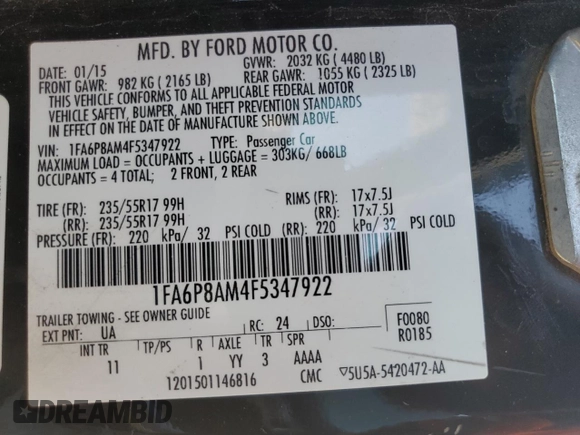 MFD. BY FORD MOTOR CO.
DATE: 01/15 GVWR: 2032 KG ( 4480 LB)
FRONT GAWR: 982 KG ( 2165 LB) REAR GAWR: 1055 KG ( 2325 LB)
THIS VEHICLE CONFORMS TO ALL APPLICABLE FEDERAL MOTOR
VEHICLE SAFETY, BUMPER, AND THEFT PREVENTION STANDARDS
IN EFFECT ON THE DATE OF MANUFACTURE SHOWN ABOVE.
VIN: 1FA6P8AM4F5347922 TYPE: Passenger Car
MAXIMUM LOAD = OCCUPANTS + LUGGAGE = 303KG/ 668LB
OCCUPANTS = 4 TOTAL; 2 FRONT, 2 REAR
TIRE (FR): 235/55R17 99H RIMS (FR): 17x7.5J
(RR): 235/55R17 99H (RR): 17x7.5J
PRESSURE (FR): 220 kPa/ 32 PSI COLD (RR): 220 kPa/ 32 PSI COLD
1FA6P8AM4F5347922
TRAILER TOWING - SEE OWNER GUIDE
EXT PNT: UA RC: 24 DSO: F0080
R0185
INT TR TP/PS R AXLE TR SPR
11 1 YY 3 AAAA
1201501146816 CMC ▽5U5A-5420472-AA
DREAMBID